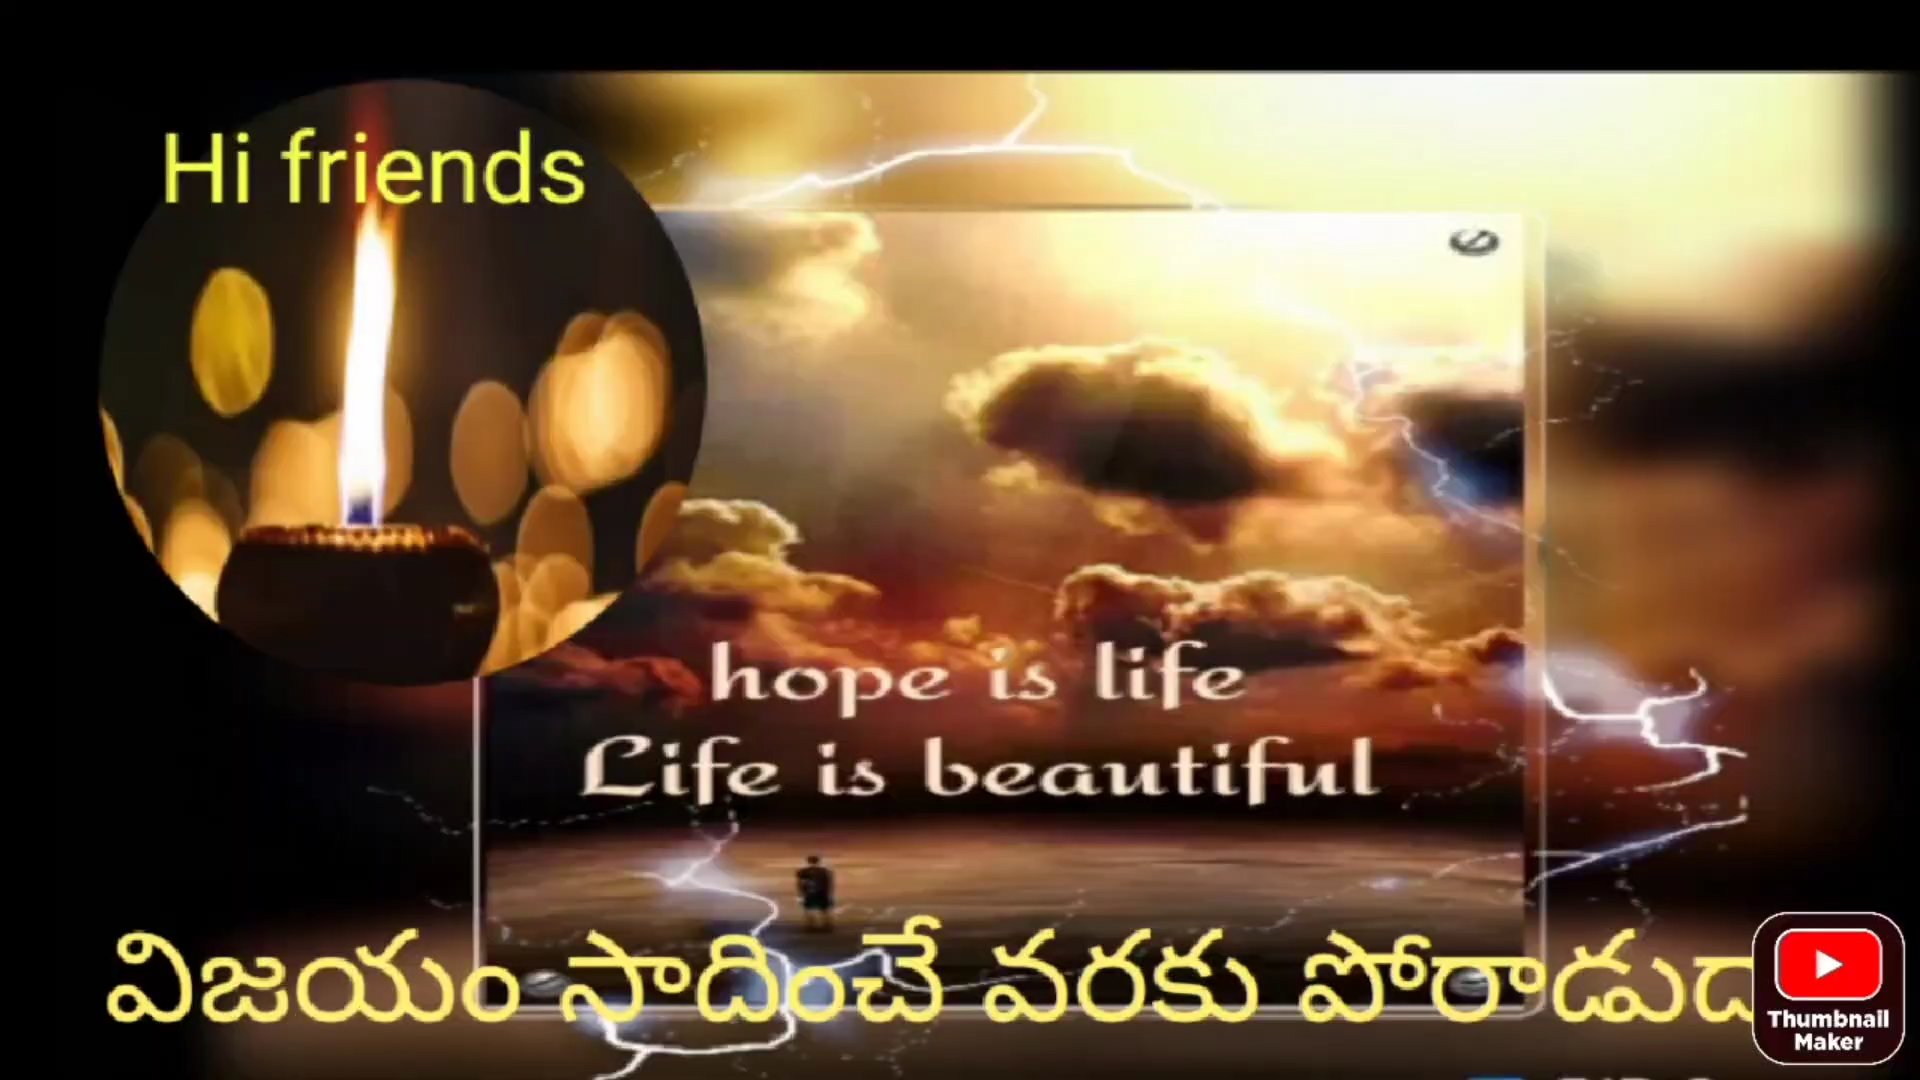 Hi friends
hope is life
Life is beautiful
విజయం సాదించే వరకు
Thumbnail
Maker